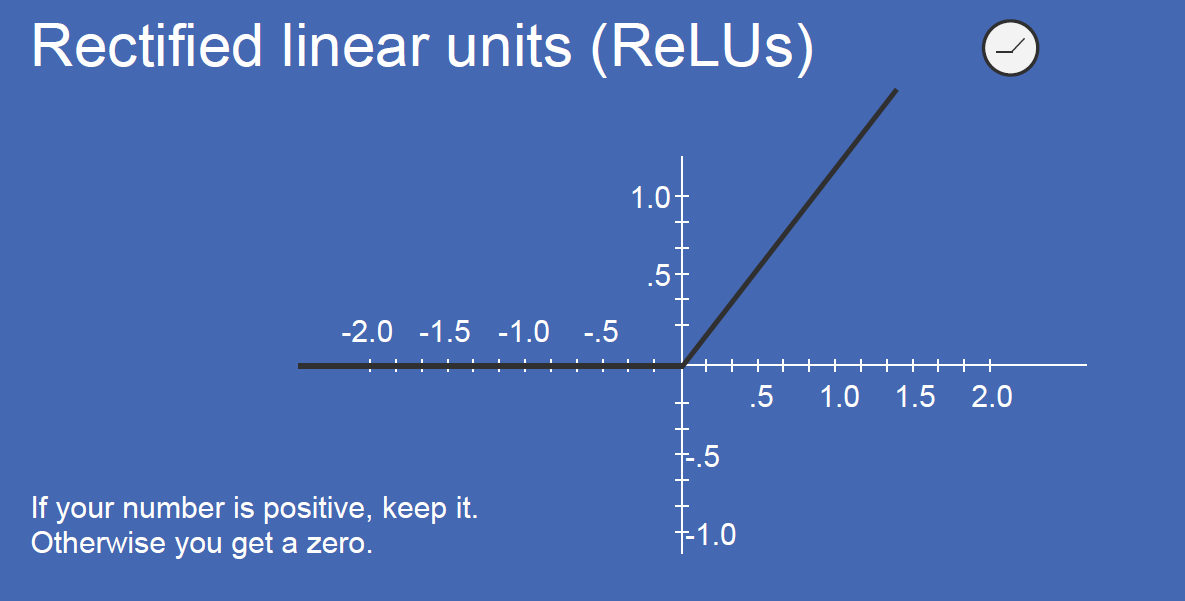 Rectified linear units (ReLUs)
1.0
.5
-2.0 -1.5 -1.0 -.5
.5 1.0 1.5 2.0
-.5
-1.0
If your number is positive, keep it.
Otherwise you get a zero.